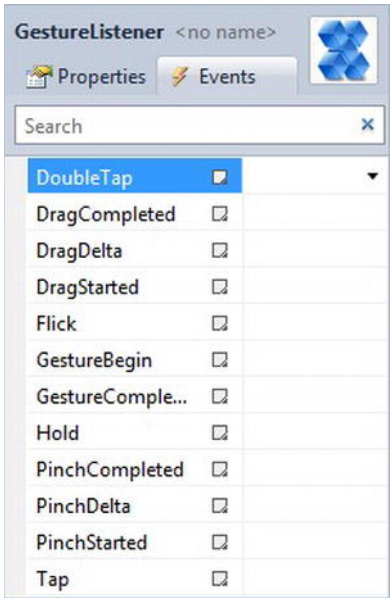 GestureListener <no name>
Properties Events
Search
DoubleTap
DragCompleted
DragDelta
DragStarted
Flick
GestureBegin
GestureComple...
Hold
PinchCompleted
PinchDelta
PinchStarted
Tap